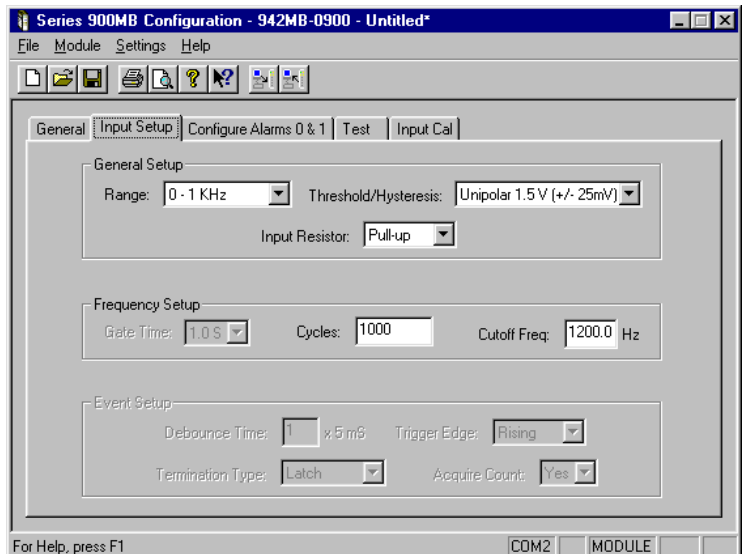 Series 900MB Configuration - 942MB-0900 - Untitled*
File Module Settings Help
General Input Setup Configure Alarms 0 & 1 Test Input Cal
General Setup
Range: 0 - 1 KHz Threshold/Hysteresis: Unipolar 1.5 V (+/- 25mV)
Input Resistor: Pull-up
Frequency Setup
Gate Time: 1.0 S Cycles: 1000 Cutoff Freq: 1200.0 Hz
Event Setup
Debounce Time: 1 x 5 mS Trigger Edge: Rising
Termination Type: Latch Acquire Count: Yes
For Help, press F1 COM2 MODULE